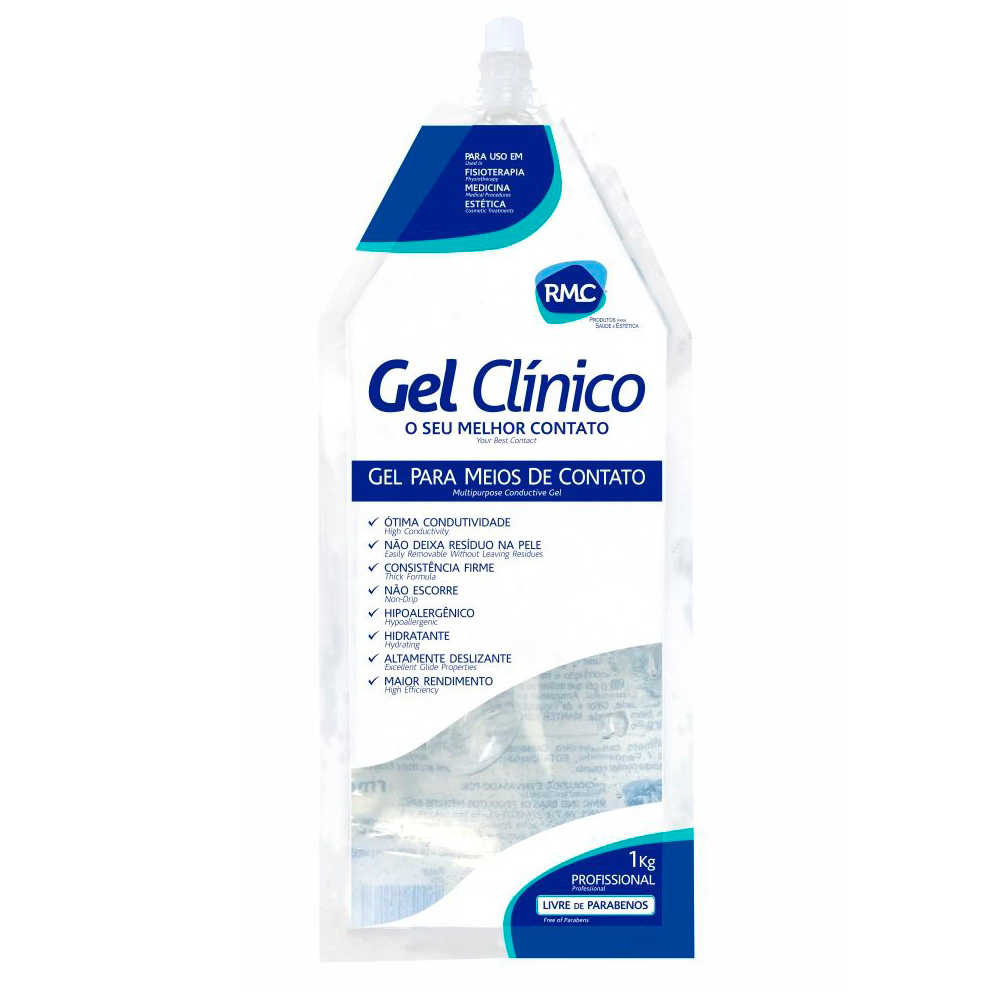 PARA USO EM
Used in
FISIOTERAPIA
Physiotherapy
MEDICINA
Medical Procedures
ESTÉTICA
Cosmetic Treatments
RMC
PRODUTOS PARA
SAÚDE E ESTÉTICA
Gel Clínico
O SEU MELHOR CONTATO
Your Best Contact
GEL PARA MEIOS DE CONTATO
Multipurpose Conductive Gel
✓ ÓTIMA CONDUTIVIDADE
High Conductivity
✓ NÃO DEIXA RESÍDUO NA PELE
Easily Removable Without Leaving Residues
✓ CONSISTÊNCIA FIRME
Thick Formula
✓ NÃO ESCORRE
Non-Drip
✓ HIPOALERGÊNICO
Hypoallergenic
✓ HIDRATANTE
Hydrating
✓ ALTAMENTE DESLIZANTE
Excellent Glide Properties
✓ MAIOR RENDIMENTO
High Efficiency
1Kg
PROFISSIONAL
Professional
LIVRE DE PARABENOS
Free of Parabens